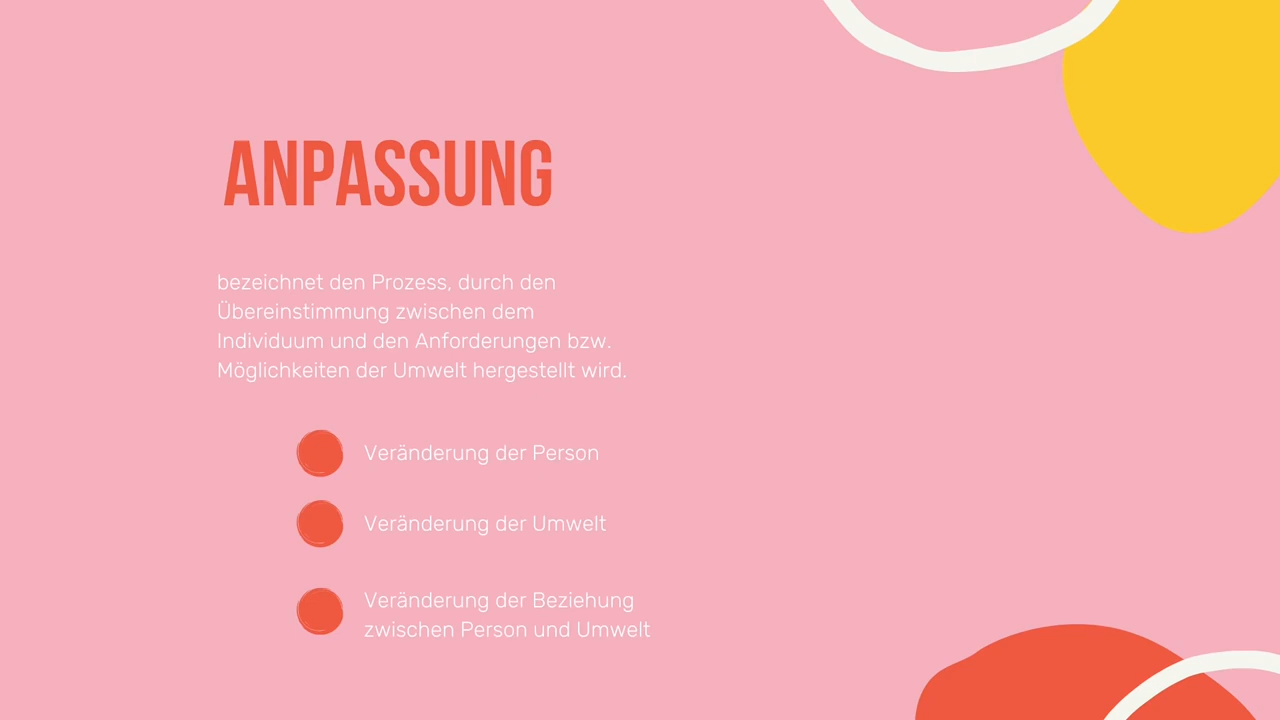 ANPASSUNG
bezeichnet den Prozess, durch den
Übereinstimmung zwischen dem
Individuum und den Anforderungen bzw.
Möglichkeiten der Umwelt hergestellt wird.
Veränderung der Person
Veränderung der Umwelt
Veränderung der Beziehung
zwischen Person und Umwelt